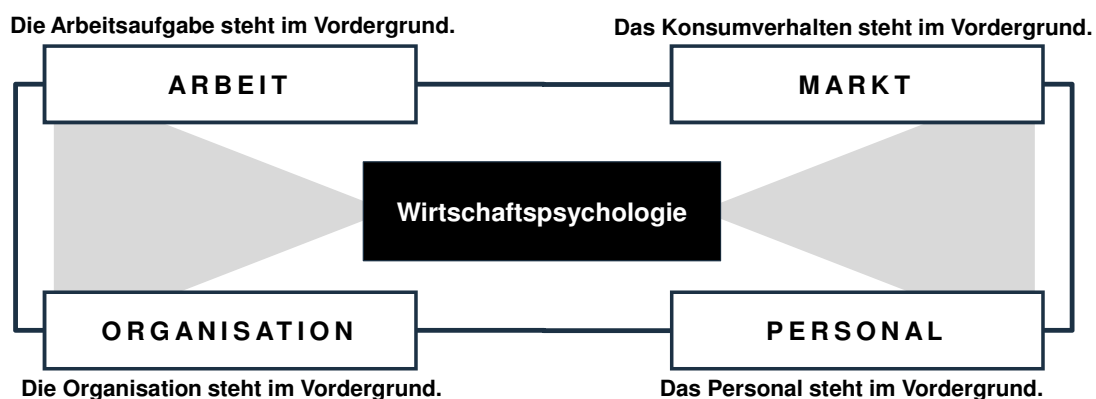 Die Arbeitsaufgabe steht im Vordergrund.
Das Konsumverhalten steht im Vordergrund.
ARBEIT
MARKT
Wirtschaftspsychologie
ORGANISATION
PERSONAL
Die Organisation steht im Vordergrund.
Das Personal steht im Vordergrund.